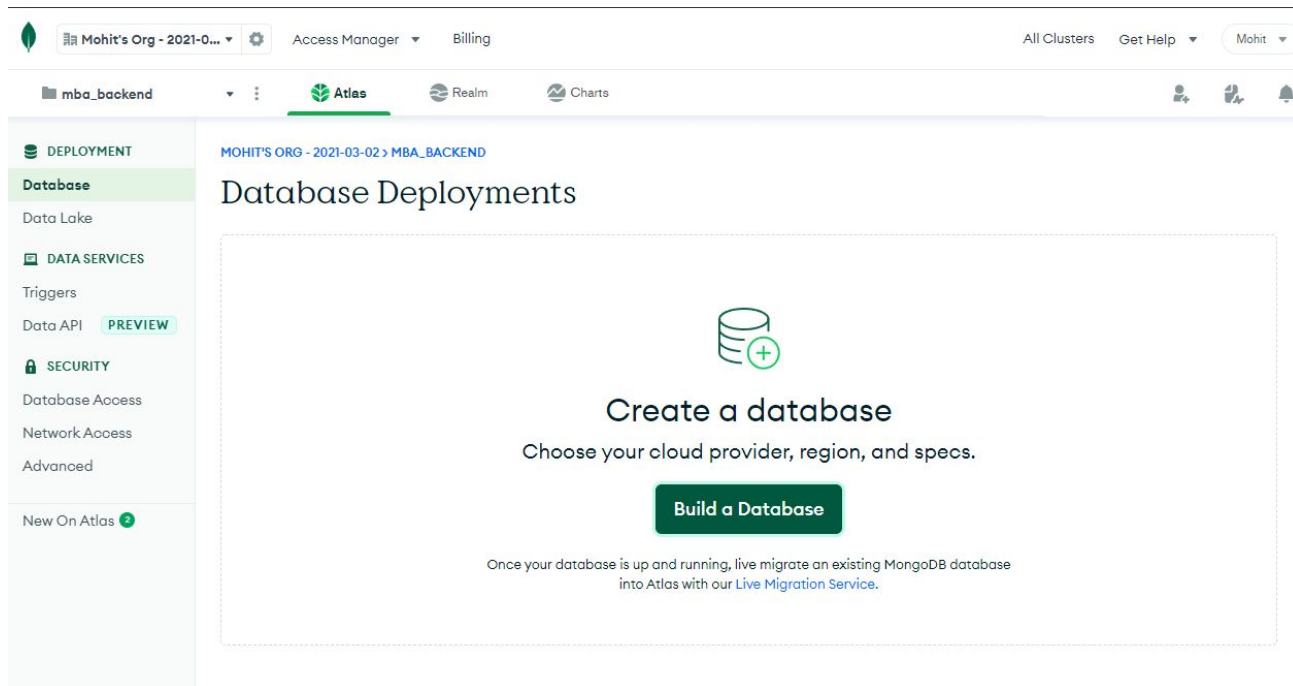 Mohit's Org - 2021-0...
Access Manager
Billing
All Clusters
Get Help
Mohit
mba_backend
Atlas
Realm
Charts
DEPLOYMENT
Database
Data Lake
DATA SERVICES
Triggers
Data API PREVIEW
SECURITY
Database Access
Network Access
Advanced
New On Atlas 2
MOHIT'S ORG - 2021-03-02 > MBA_BACKEND
Database Deployments
Create a database
Choose your cloud provider, region, and specs.
Build a Database
Once your database is up and running, live migrate an existing MongoDB database
into Atlas with our Live Migration Service.